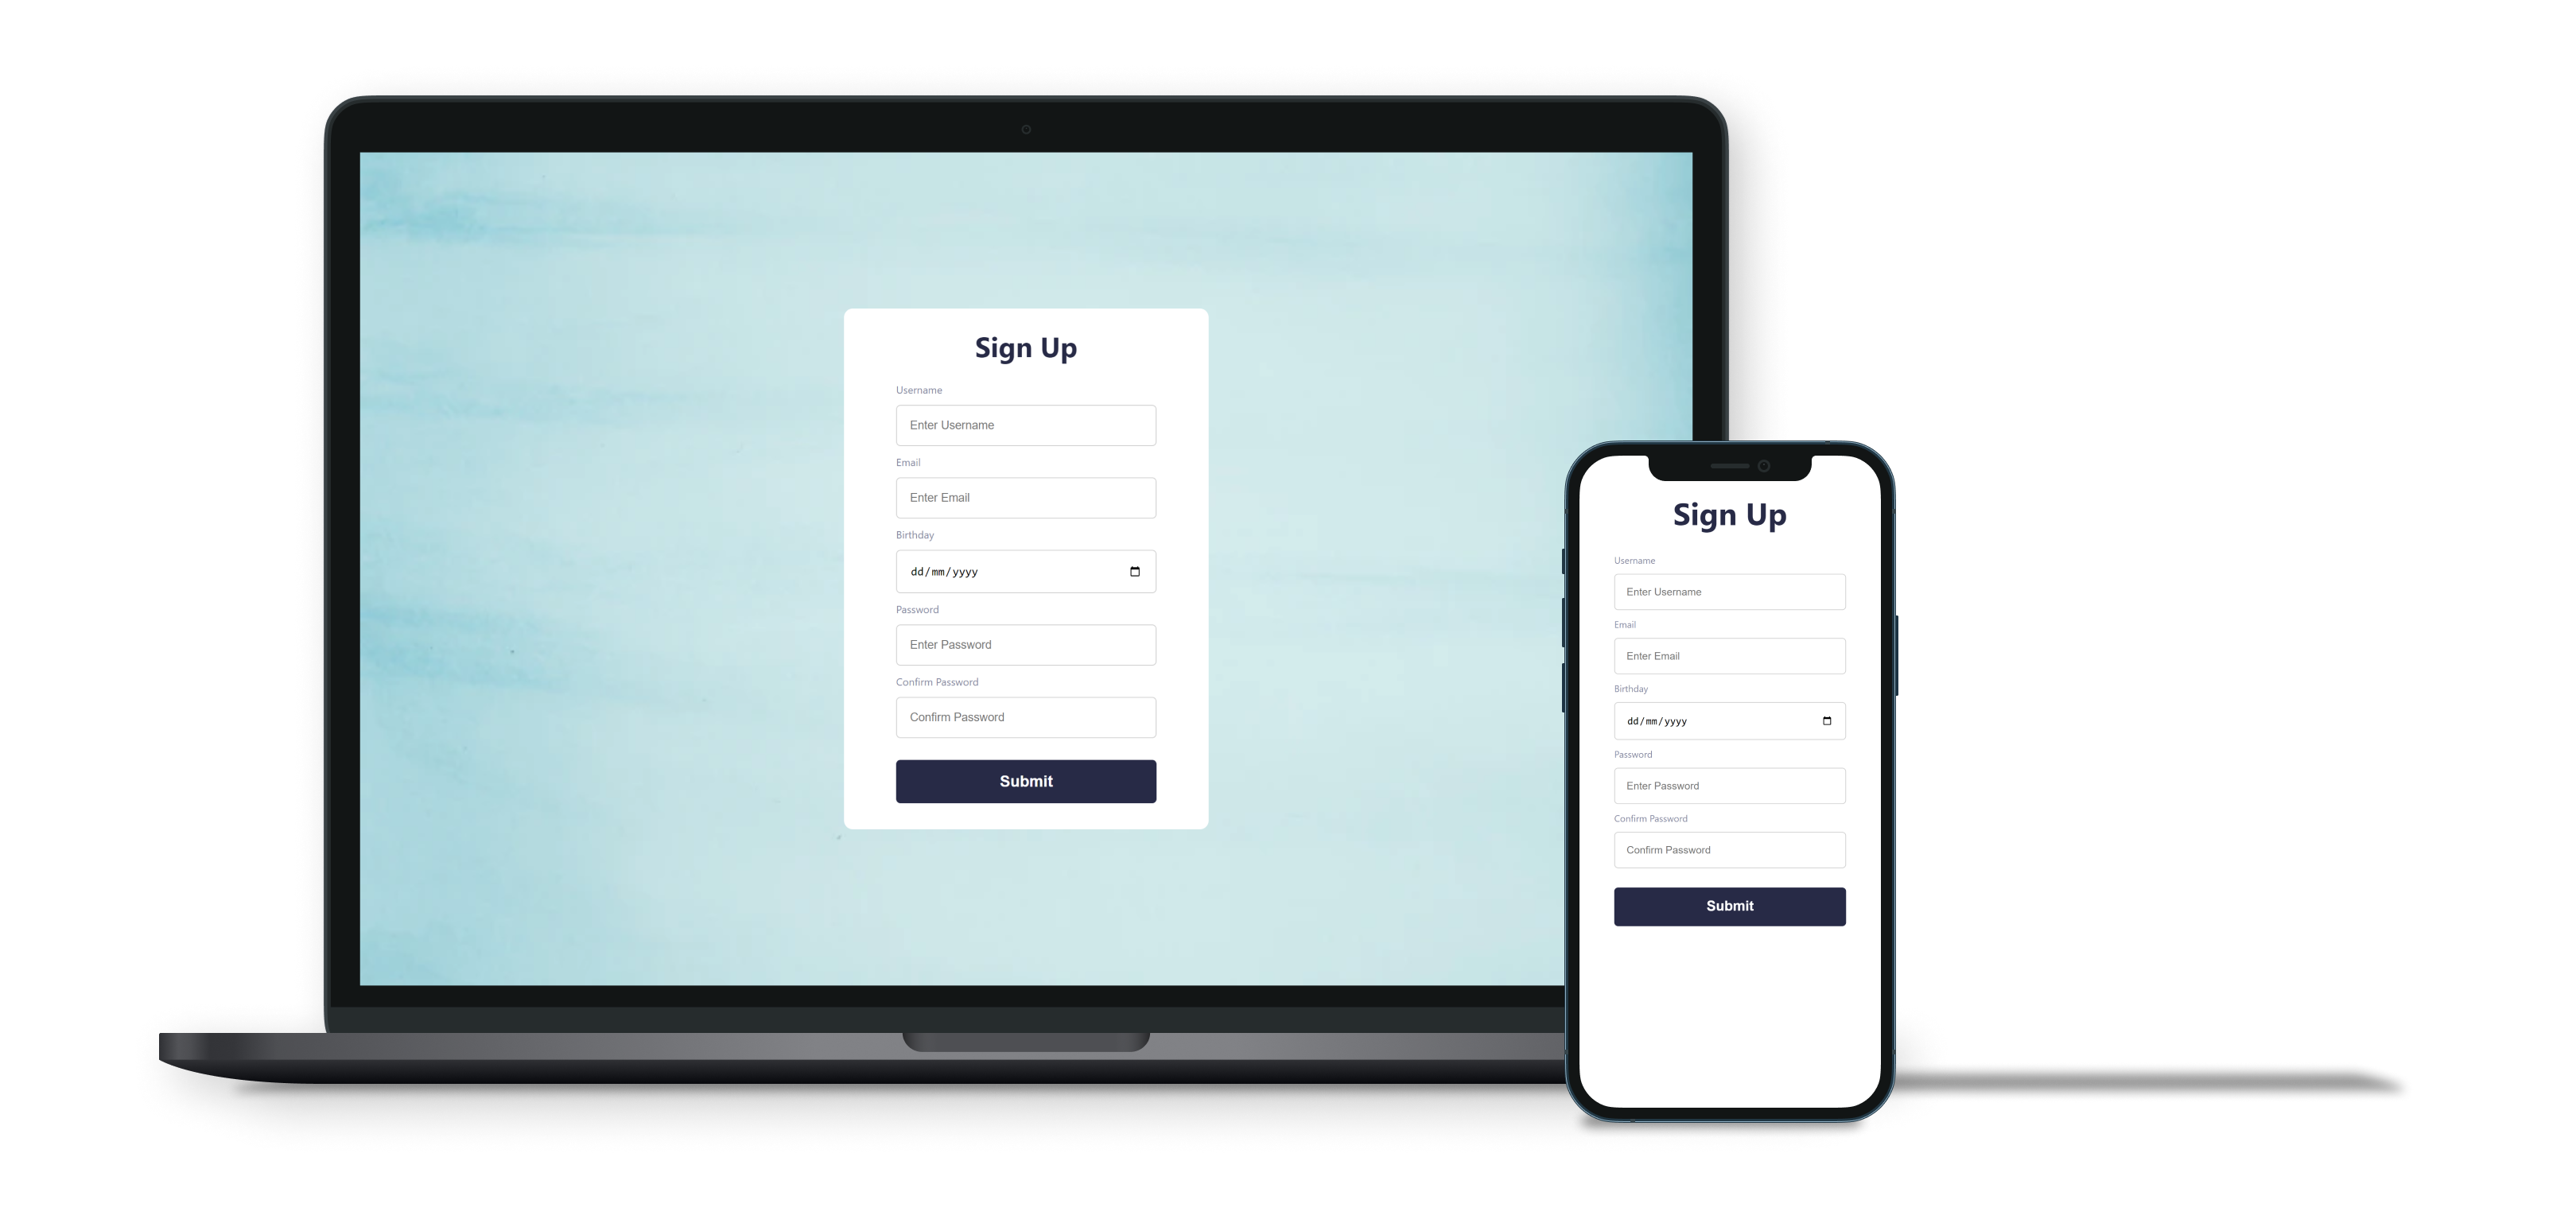 Sign Up
Username
Enter Username
Email
Enter Email
Birthday
dd/mm/yyyy
Password
Enter Password
Confirm Password
Confirm Password
Submit
Sign Up
Username
Enter Username
Email
Enter Email
Birthday
dd/mm/yyyy
Password
Enter Password
Confirm Password
Confirm Password
Submit